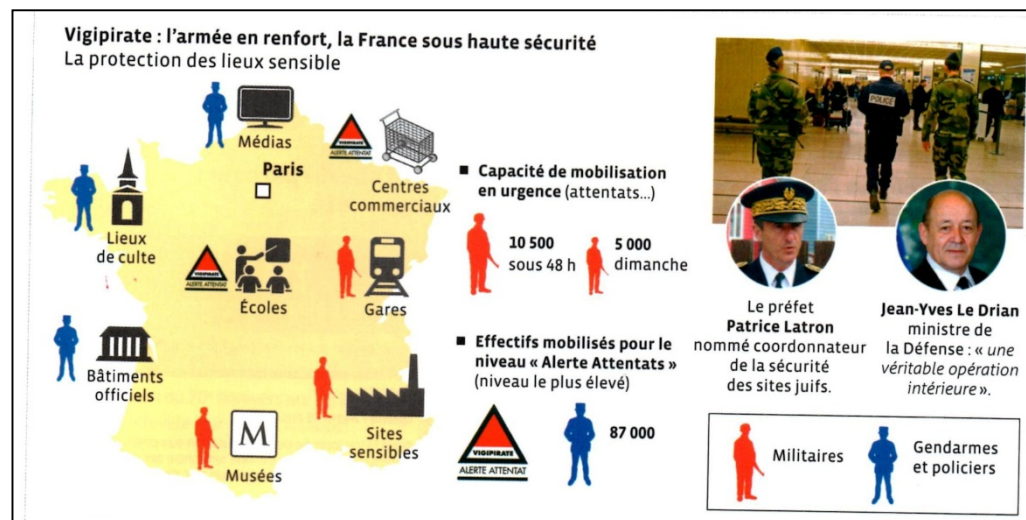 Vigipirate : l'armée en renfort, la France sous haute sécurité
La protection des lieux sensible
Médias
Paris
VIGIPIRATE
ALERTE ATTENTAT
Centres
commerciaux
Lieux
de culte
VIGIPIRATE
ALERTE ATTENTAT
Écoles
Gares
Bâtiments
officiels
M
Musées
Sites
sensibles
■ Capacité de mobilisation
en urgence (attentats...)
10 500
sous 48 h
5 000
dimanche
■ Effectifs mobilisés pour le
niveau « Alerte Attentats »
(niveau le plus élevé)
VIGIPIRATE
ALERTE ATTENTAT
87 000
POLICE
Le préfet
Patrice Latron
nommé coordonnateur
de la sécurité
des sites juifs.
Jean-Yves Le Drian
ministre de
la Défense : « une
véritable opération
intérieure ».
Militaires
Gendarmes
et policiers